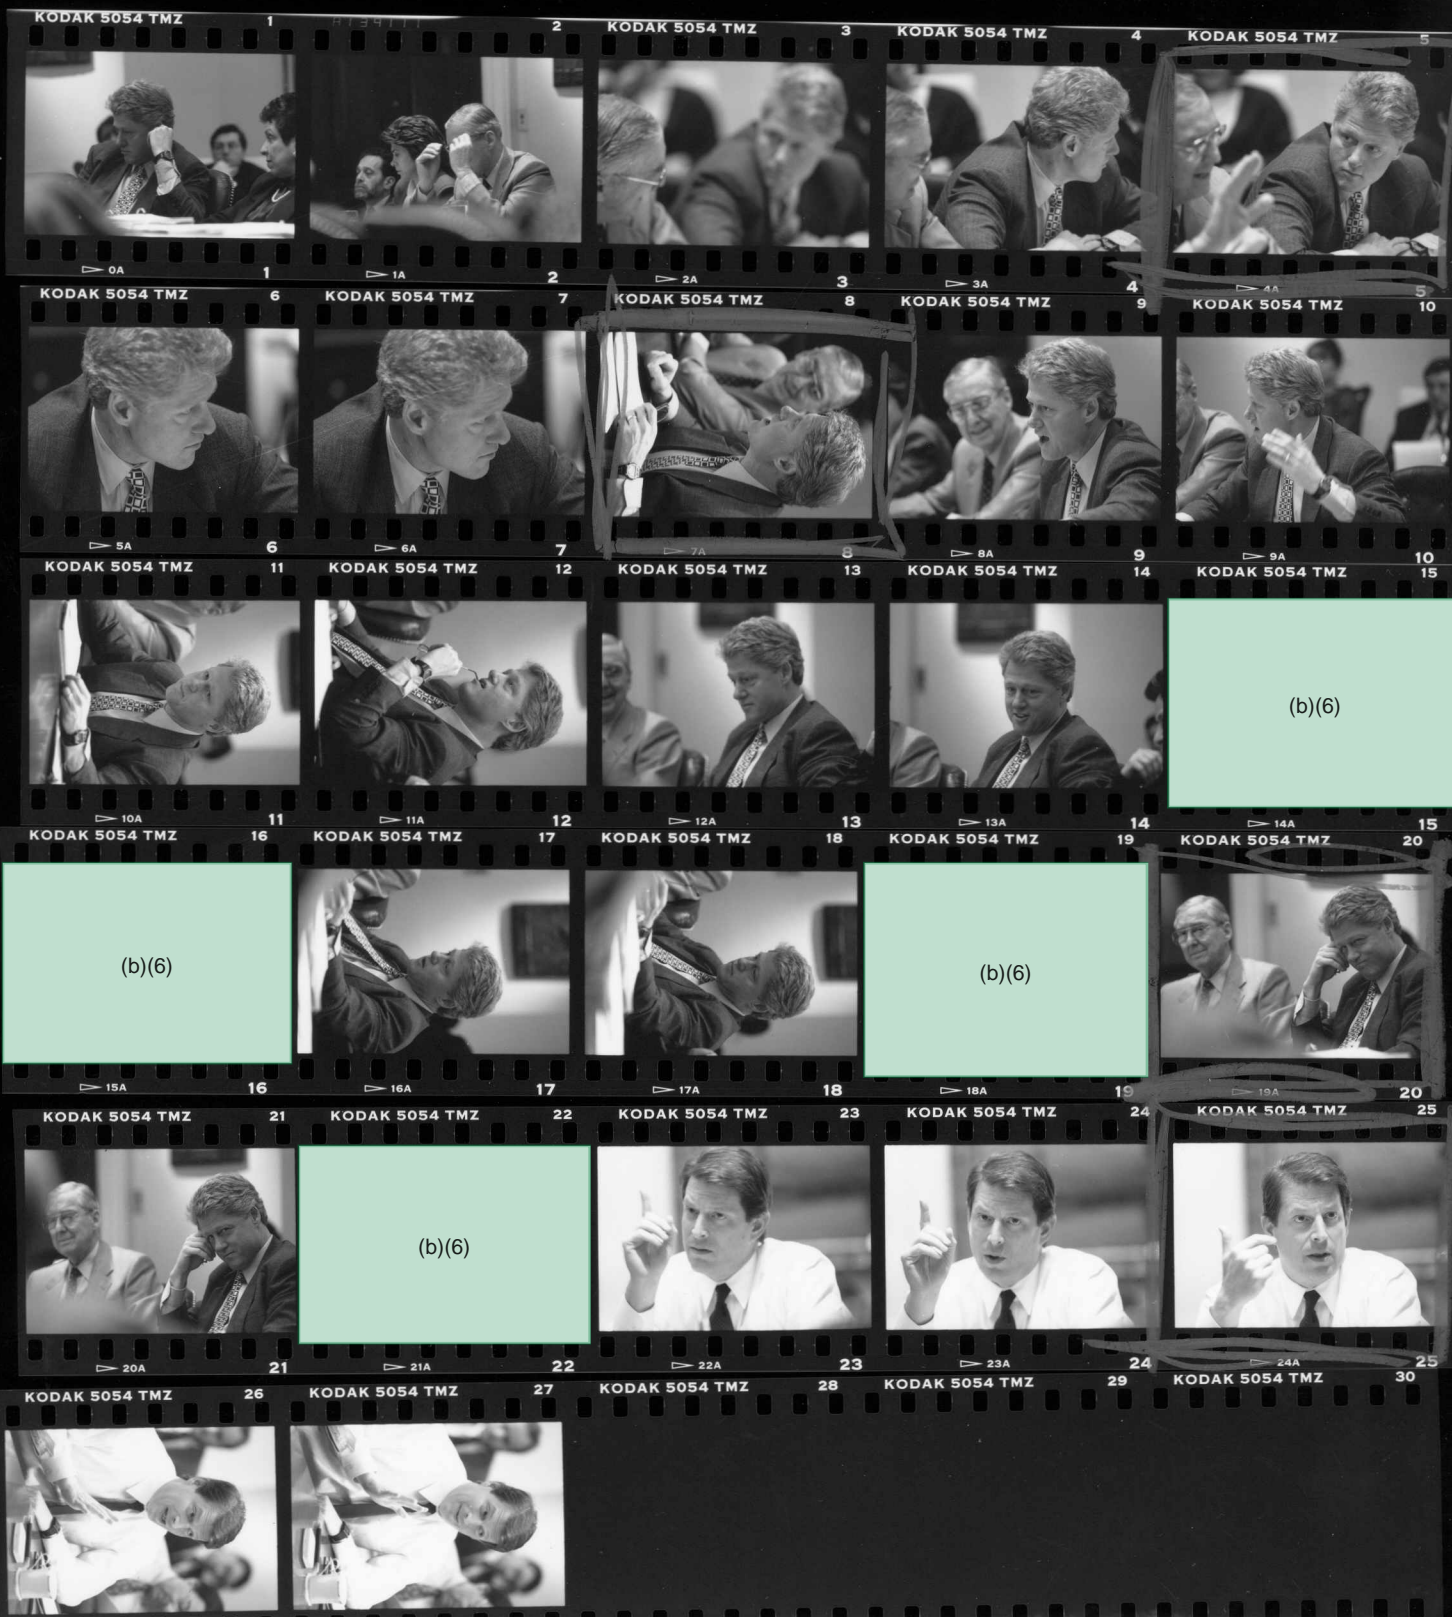 KODAK 5054 TMZ 1 2 KODAK 5054 TMZ 3 KODAK 5054 TMZ 4 KODAK 5054 TMZ 5
0A 1 1A 2 2A 3 3A 4 4A 5
KODAK 5054 TMZ 6 KODAK 5054 TMZ 7 KODAK 5054 TMZ 8 KODAK 5054 TMZ 9 KODAK 5054 TMZ 10
5A 6 6A 7 7A 8 8A 9 9A 10
KODAK 5054 TMZ 11 KODAK 5054 TMZ 12 KODAK 5054 TMZ 13 KODAK 5054 TMZ 14 KODAK 5054 TMZ 15
(b)(6)
10A 11 11A 12 12A 13 13A 14 14A 15
KODAK 5054 TMZ 16 KODAK 5054 TMZ 17 KODAK 5054 TMZ 18 KODAK 5054 TMZ 19 KODAK 5054 TMZ 20
(b)(6) (b)(6)
15A 16 16A 17 17A 18 18A 19 19A 20
KODAK 5054 TMZ 21 KODAK 5054 TMZ 22 KODAK 5054 TMZ 23 KODAK 5054 TMZ 24 KODAK 5054 TMZ 25
(b)(6)
20A 21 21A 22 22A 23 23A 24 24A 25
KODAK 5054 TMZ 26 KODAK 5054 TMZ 27 KODAK 5054 TMZ 28 KODAK 5054 TMZ 29 KODAK 5054 TMZ 30